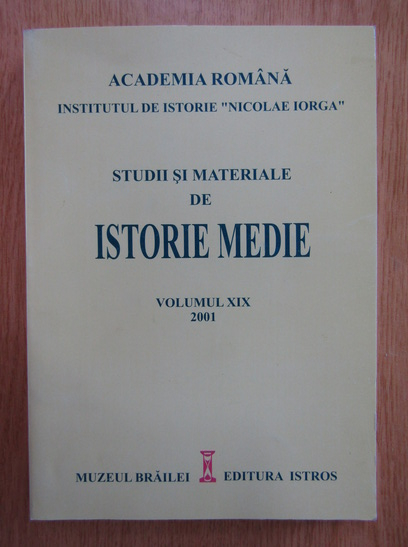 ACADEMIA ROMÂNĂ
INSTITUTUL DE ISTORIE "NICOLAE IORGA"
STUDII ŞI MATERIALE
DE
ISTORIE MEDIE
VOLUMUL XIX
2001
MUZEUL BRĂILEI EDITURA ISTROS